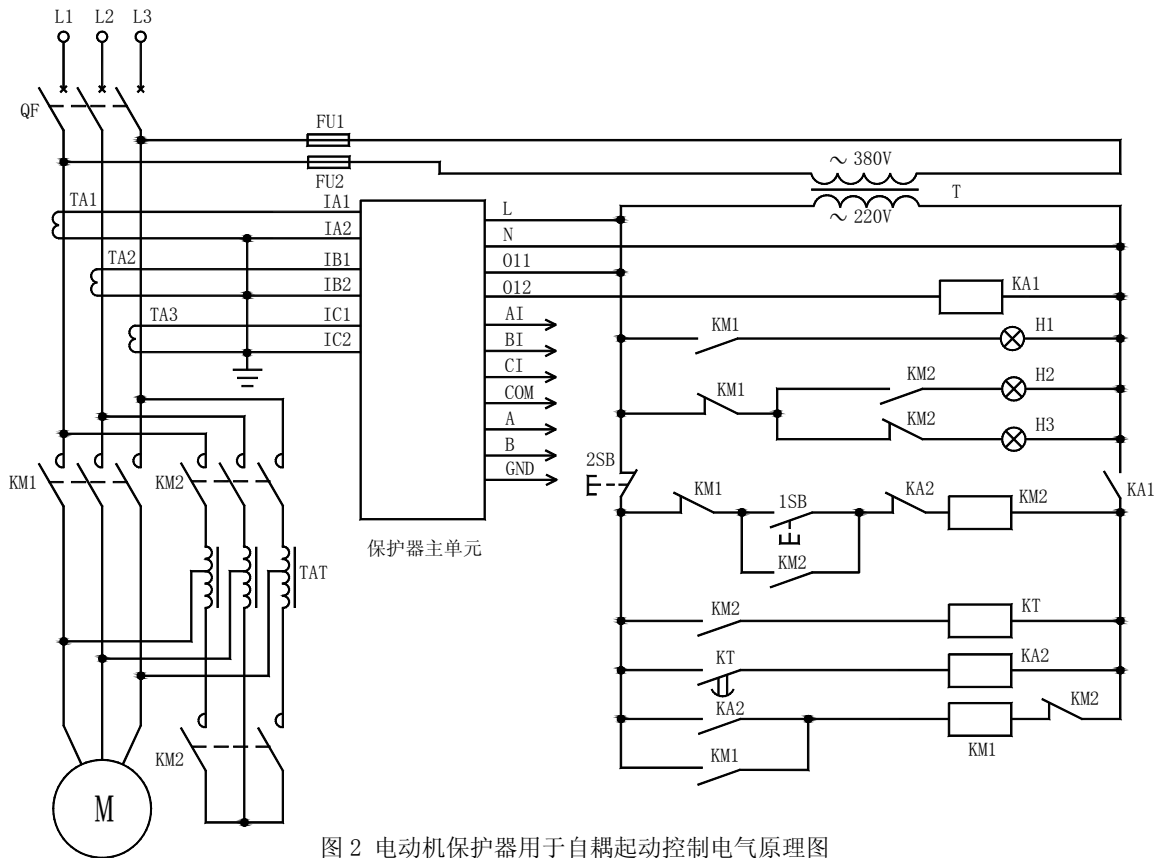 L1 L2 L3
QF
FU1
FU2
～380V
T
～220V
TA1
IA1
IA2
TA2
IB1
IB2
TA3
IC1
IC2
L
N
O11
O12
AI
BI
CI
COM
A
B
GND
KA1
KM1
H1
KM1
KM2
H2
KM2
H3
2SB
KM1
1SB
KA2
KM2
KA1
KM2
KM1
KM2
保护器主单元
TAT
KM2
KT
KT
KA2
KA2
KM2
KM1
KM1
KM2
M
图 2 电动机保护器用于自耦起动控制电气原理图